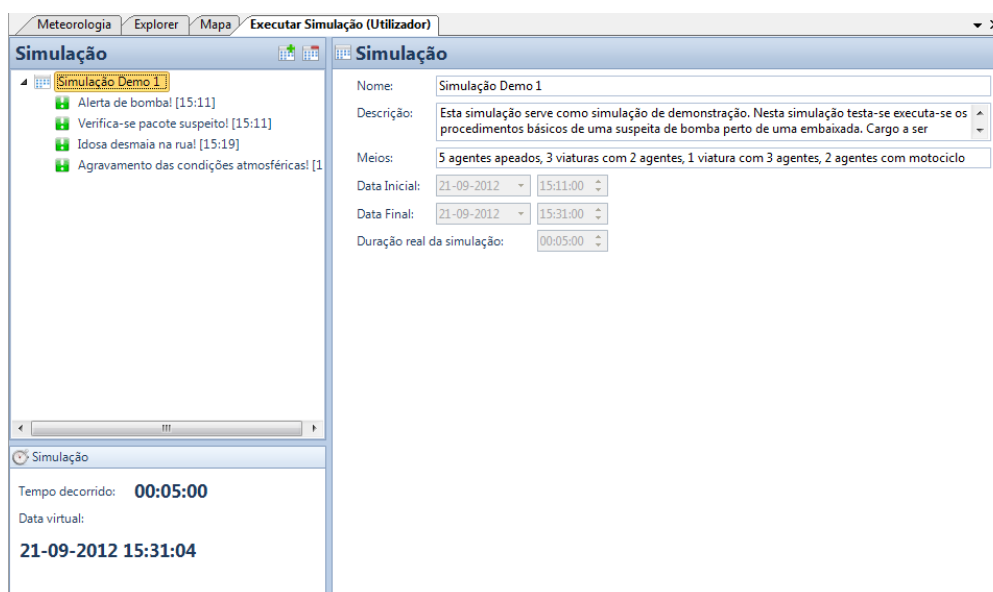 Meteorologia Explorer Mapa Executar Simulação (Utilizador)
Simulação
Simulação Demo 1
Alerta de bomba! [15:11]
Verifica-se pacote suspeito! [15:11]
Idosa desmaia na rua! [15:19]
Agravamento das condições atmosféricas! [1
Simulação
Tempo decorrido: 00:05:00
Data virtual:
21-09-2012 15:31:04
Simulação
Nome: Simulação Demo 1
Descrição: Esta simulação serve como simulação de demonstração. Nesta simulação testa-se executa-se os
procedimentos básicos de uma suspeita de bomba perto de uma embaixada. Cargo a ser
Meios: 5 agentes apeados, 3 viaturas com 2 agentes, 1 viatura com 3 agentes, 2 agentes com motociclo
Data Inicial: 21-09-2012 15:11:00
Data Final: 21-09-2012 15:31:00
Duração real da simulação: 00:05:00